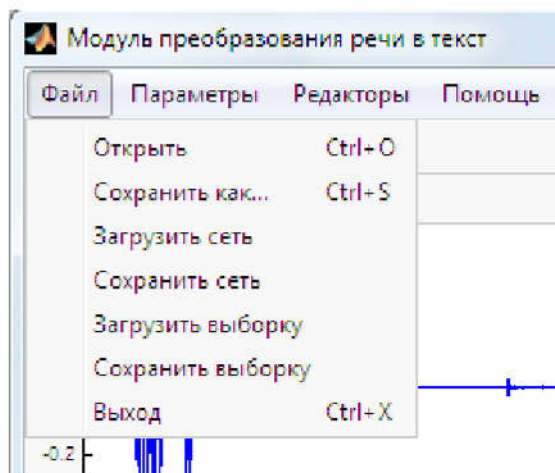 Модуль преобразования речи в текст
Файл Параметры Редакторы Помощь
Открыть Ctrl+O
Сохранить как... Ctrl+S
Загрузить сеть
Сохранить сеть
Загрузить выборку
Сохранить выборку
Выход Ctrl+X
-0.2